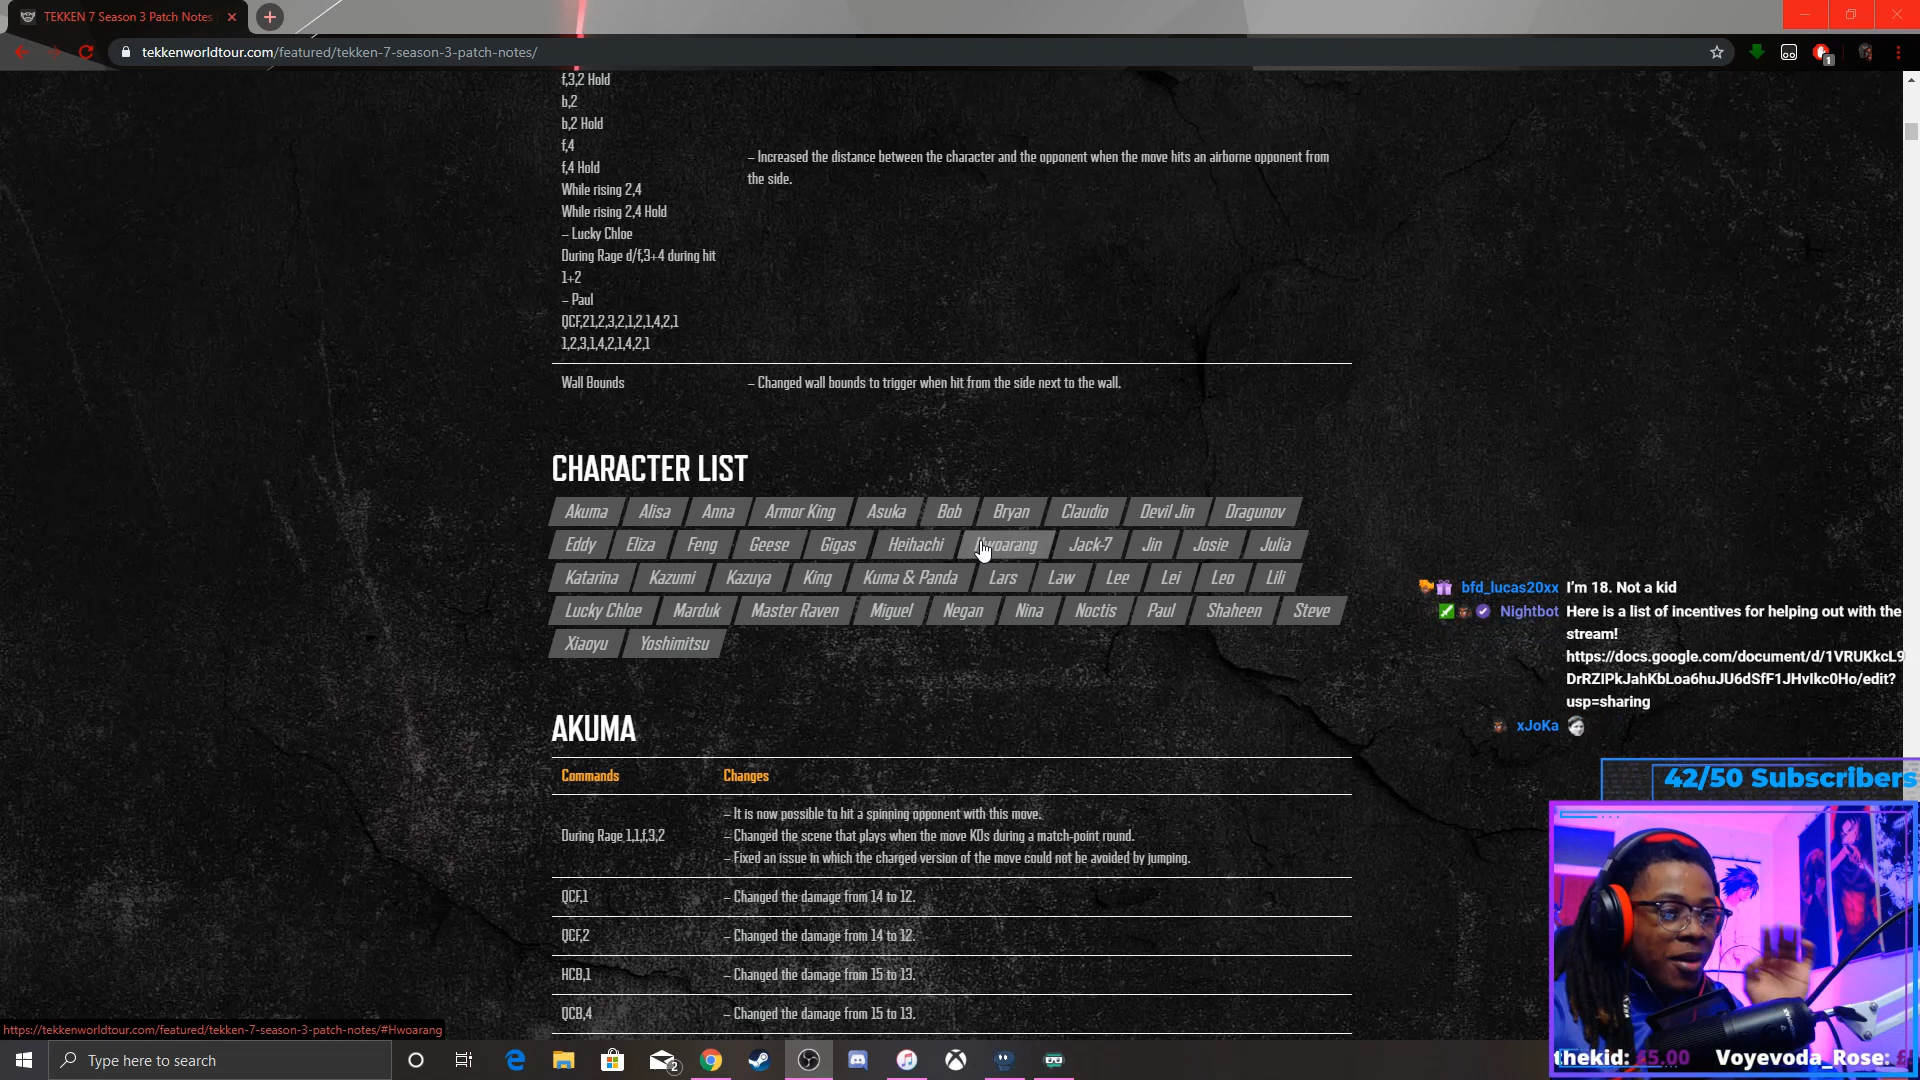 TEKKEN 7 Season 3 Patch Notes
tekkenworldtour.com/featured/tekken-7-season-3-patch-notes/
1
f,3,2 Hold
b,2
b,2 Hold
f,4
f,4 Hold
While rising 2,4
While rising 2,4 Hold
– Lucky Chloe
During Rage d/f,3+4 during hit
1+2
– Paul
QCF,21,2,3,2,1,2,1,4,2,1
1,2,3,1,4,2,1,4,2,1
– Increased the distance between the character and the opponent when the move hits an airborne opponent from
the side.
Wall Bounds – Changed wall bounds to trigger when hit from the side next to the wall.
CHARACTER LIST
Akuma Alisa Anna Armor King Asuka Bob Bryan Claudio Devil Jin Dragunov
Eddy Eliza Feng Geese Gigas Heihachi Hwoarang Jack-7 Jin Josie Julia
Katarina Kazumi Kazuya King Kuma & Panda Lars Law Lee Lei Leo Lili
Lucky Chloe Marduk Master Raven Miguel Negan Nina Noctis Paul Shaheen Steve
Xiaoyu Yoshimitsu
AKUMA
Commands Changes
During Rage 1,1,f,3,2
– It is now possible to hit a spinning opponent with this move.
– Changed the scene that plays when the move KOs during a match-point round.
– Fixed an issue in which the charged version of the move could not be avoided by jumping.
QCF,1 – Changed the damage from 14 to 12.
QCF,2 – Changed the damage from 14 to 12.
HCB,1 – Changed the damage from 15 to 13.
QCB,4 – Changed the damage from 15 to 13.
bfd_lucas20xx I'm 18. Not a kid
Nightbot Here is a list of incentives for helping out with the
stream!
https://docs.google.com/document/d/1VRUKkcL9
DrRZIPkJahKbLoa6huJU6dSfF1JHvIkc0Ho/edit?
usp=sharing
xJoKa
42/50 Subscribers
thekid: £5.00 Voyevoda_Rose: £
https://tekkenworldtour.com/featured/tekken-7-season-3-patch-notes/#Hwoarang
Type here to search
2